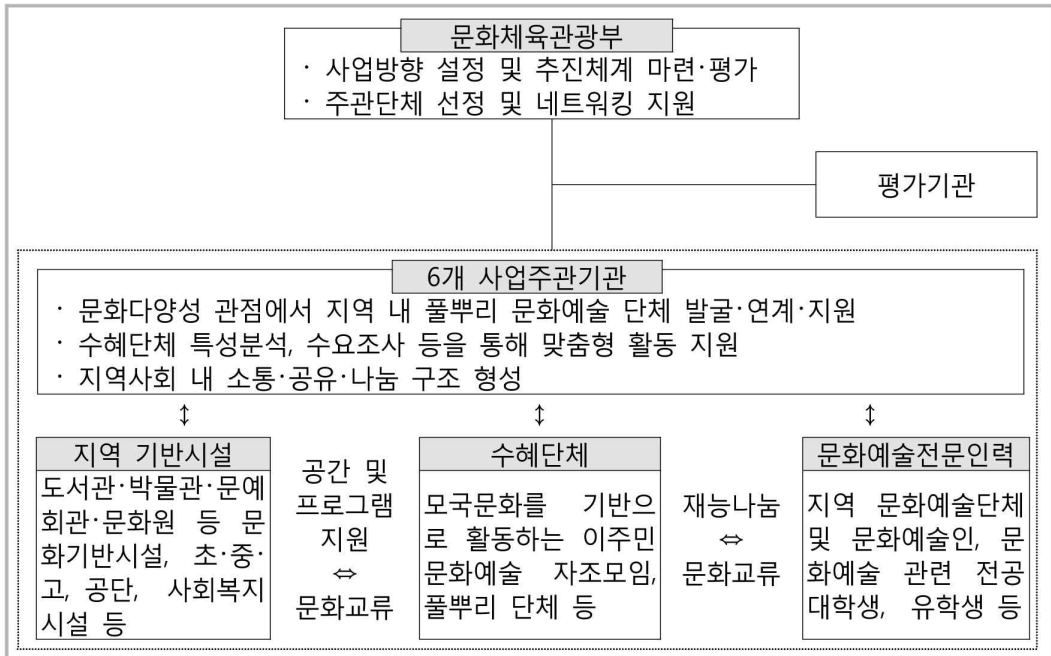 문화체육관광부
· 사업방향 설정 및 추진체계 마련·평가
· 주관단체 선정 및 네트워킹 지원
평가기관
6개 사업주관기관
· 문화다양성 관점에서 지역 내 풀뿌리 문화예술 단체 발굴·연계·지원
· 수혜단체 특성분석, 수요조사 등을 통해 맞춤형 활동 지원
· 지역사회 내 소통·공유·나눔 구조 형성
↕ ↕ ↕
지역 기반시설
도서관·박물관·문예
회관·문화원 등 문
화기반시설, 초·중·
고, 공단, 사회복지
시설 등
공간 및
프로그램
지원
⇔
문화교류
수혜단체
모국문화를 기반으
로 활동하는 이주민
문화예술 자조모임,
풀뿌리 단체 등
재능나눔
⇔
문화교류
문화예술전문인력
지역 문화예술단체
및 문화예술인, 문
화예술 관련 전공
대학생, 유학생 등